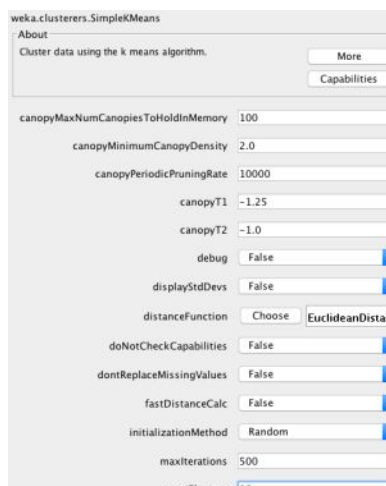 weka.clusterers.SimpleKMeans
About
Cluster data using the k means algorithm.
More
Capabilities
canopyMaxNumCanopiesToHoldInMemory 100
canopyMinimumCanopyDensity 2.0
canopyPeriodicPruningRate 10000
canopyT1 -1.25
canopyT2 -1.0
debug False
displayStdDevs False
distanceFunction Choose EuclideanDista
doNotCheckCapabilities False
dontReplaceMissingValues False
fastDistanceCalc False
initializationMethod Random
maxIterations 500